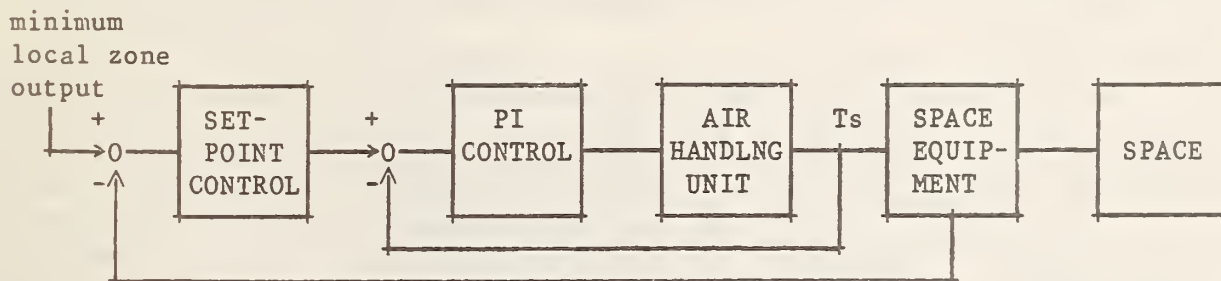 minimum
local zone
output
+
-
O
SET-
POINT
CONTROL
+
-
O
PI
CONTROL
AIR
HANDLNG
UNIT
Ts
SPACE
EQUIP-
MENT
SPACE